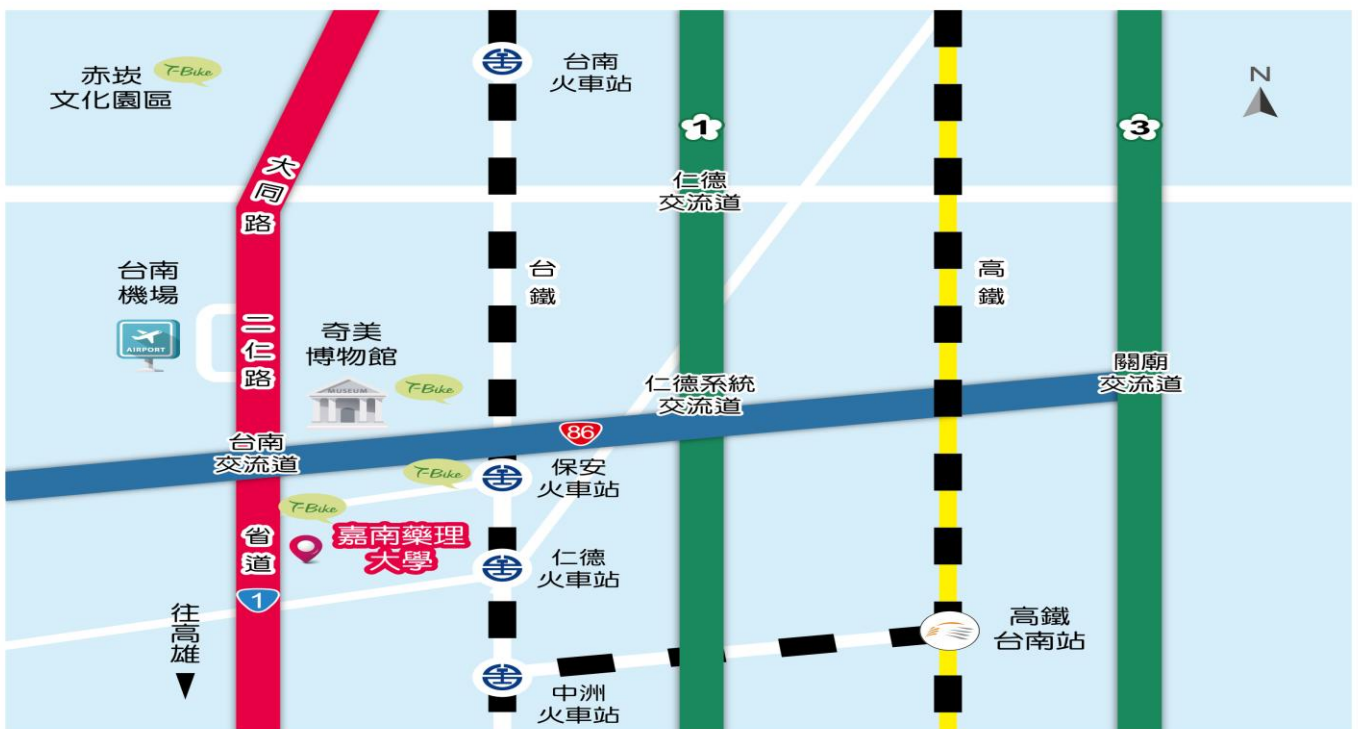 赤崁
文化園區
T-Bike
台南
火車站
N
1
3
大同路
仁德
交流道
台南
機場
AIRPORT
二仁路
奇美
博物館
MUSEUM
T-Bike
台鐵
高鐵
仁德系統
交流道
關廟
交流道
86
台南
交流道
T-Bike
保安
火車站
T-Bike
省道
嘉南藥理
大學
仁德
火車站
1
往高雄
高鐵
台南站
中洲
火車站